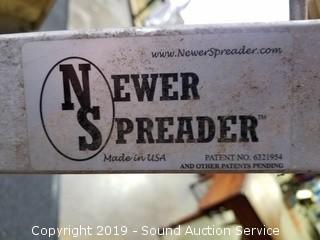 www.NewerSpreader.com
NEWER
SPREADER™
Made in USA
PATENT NO. 6321954
AND OTHER PATENTS PENDING
Copyright 2019 - Sound Auction Service